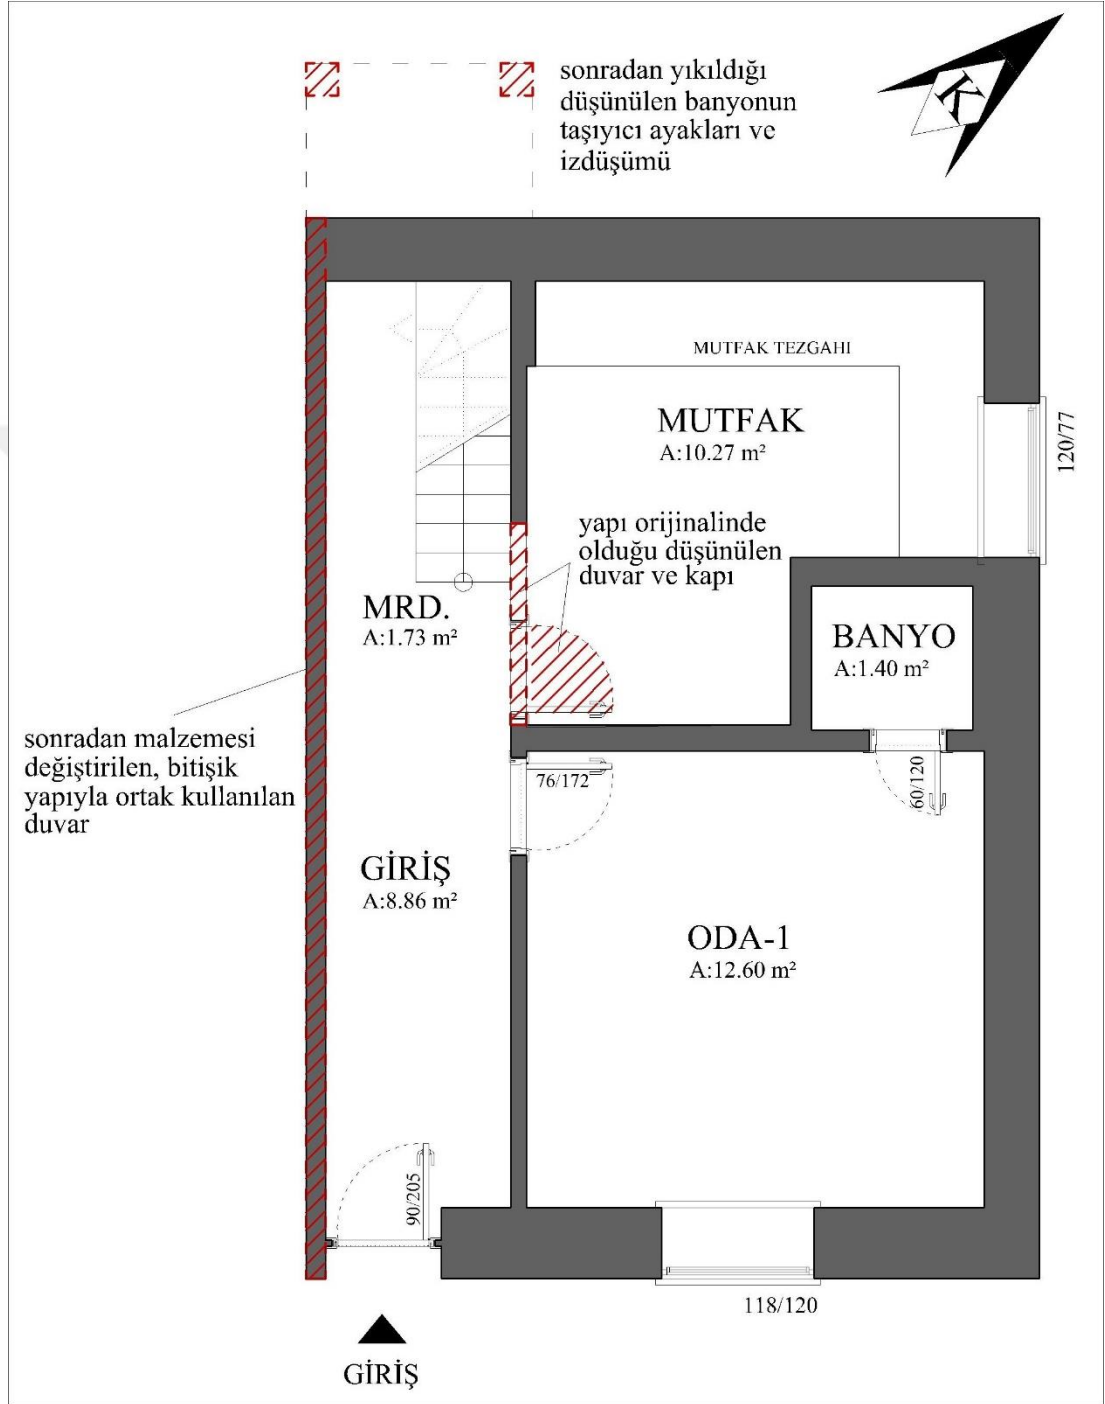 sonradan yıkıldığı
düşünülen banyonun
taşıyıcı ayakları ve
izdüşümü
K
MUTFAK TEZGAHI
MUTFAK
A:10.27 m²
120/77
yapı orijinalinde
olduğu düşünülen
duvar ve kapı
MRD.
A:1.73 m²
BANYO
A:1.40 m²
sonradan malzemesi
değiştirilen, bitişik
yapıyla ortak kullanılan
duvar
76/172
60/120
GİRİŞ
A:8.86 m²
ODA-1
A:12.60 m²
90/205
118/120
GİRİŞ